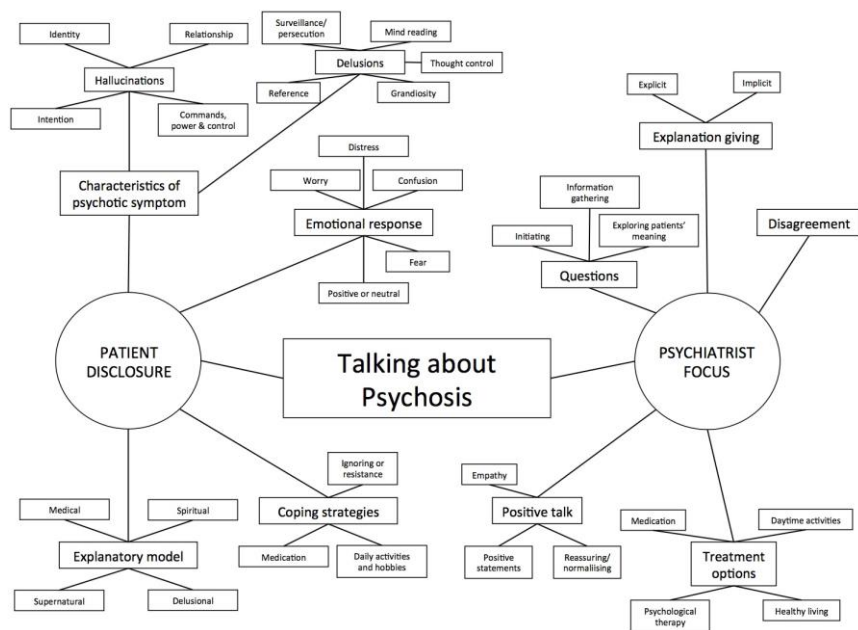 Identity
Relationship
Hallucinations
Intention
Commands,
power & control
Surveillance/
persecution
Mind reading
Delusions
Thought control
Reference
Grandiosity
Characteristics of
psychotic symptom
Distress
Worry
Confusion
Emotional response
Fear
Positive or neutral
Explicit
Implicit
Explanation giving
Information
gathering
Initiating
Exploring patients'
meaning
Questions
Disagreement
PATIENT
DISCLOSURE
Talking about
Psychosis
PSYCHIATRIST
FOCUS
Medical
Spiritual
Explanatory model
Supernatural
Delusional
Ignoring or
resistance
Coping strategies
Medication
Daily activities
and hobbies
Empathy
Positive talk
Positive
statements
Reassuring/
normaliising
Medication
Daytime activities
Treatment
options
Psychological
therapy
Healthy living